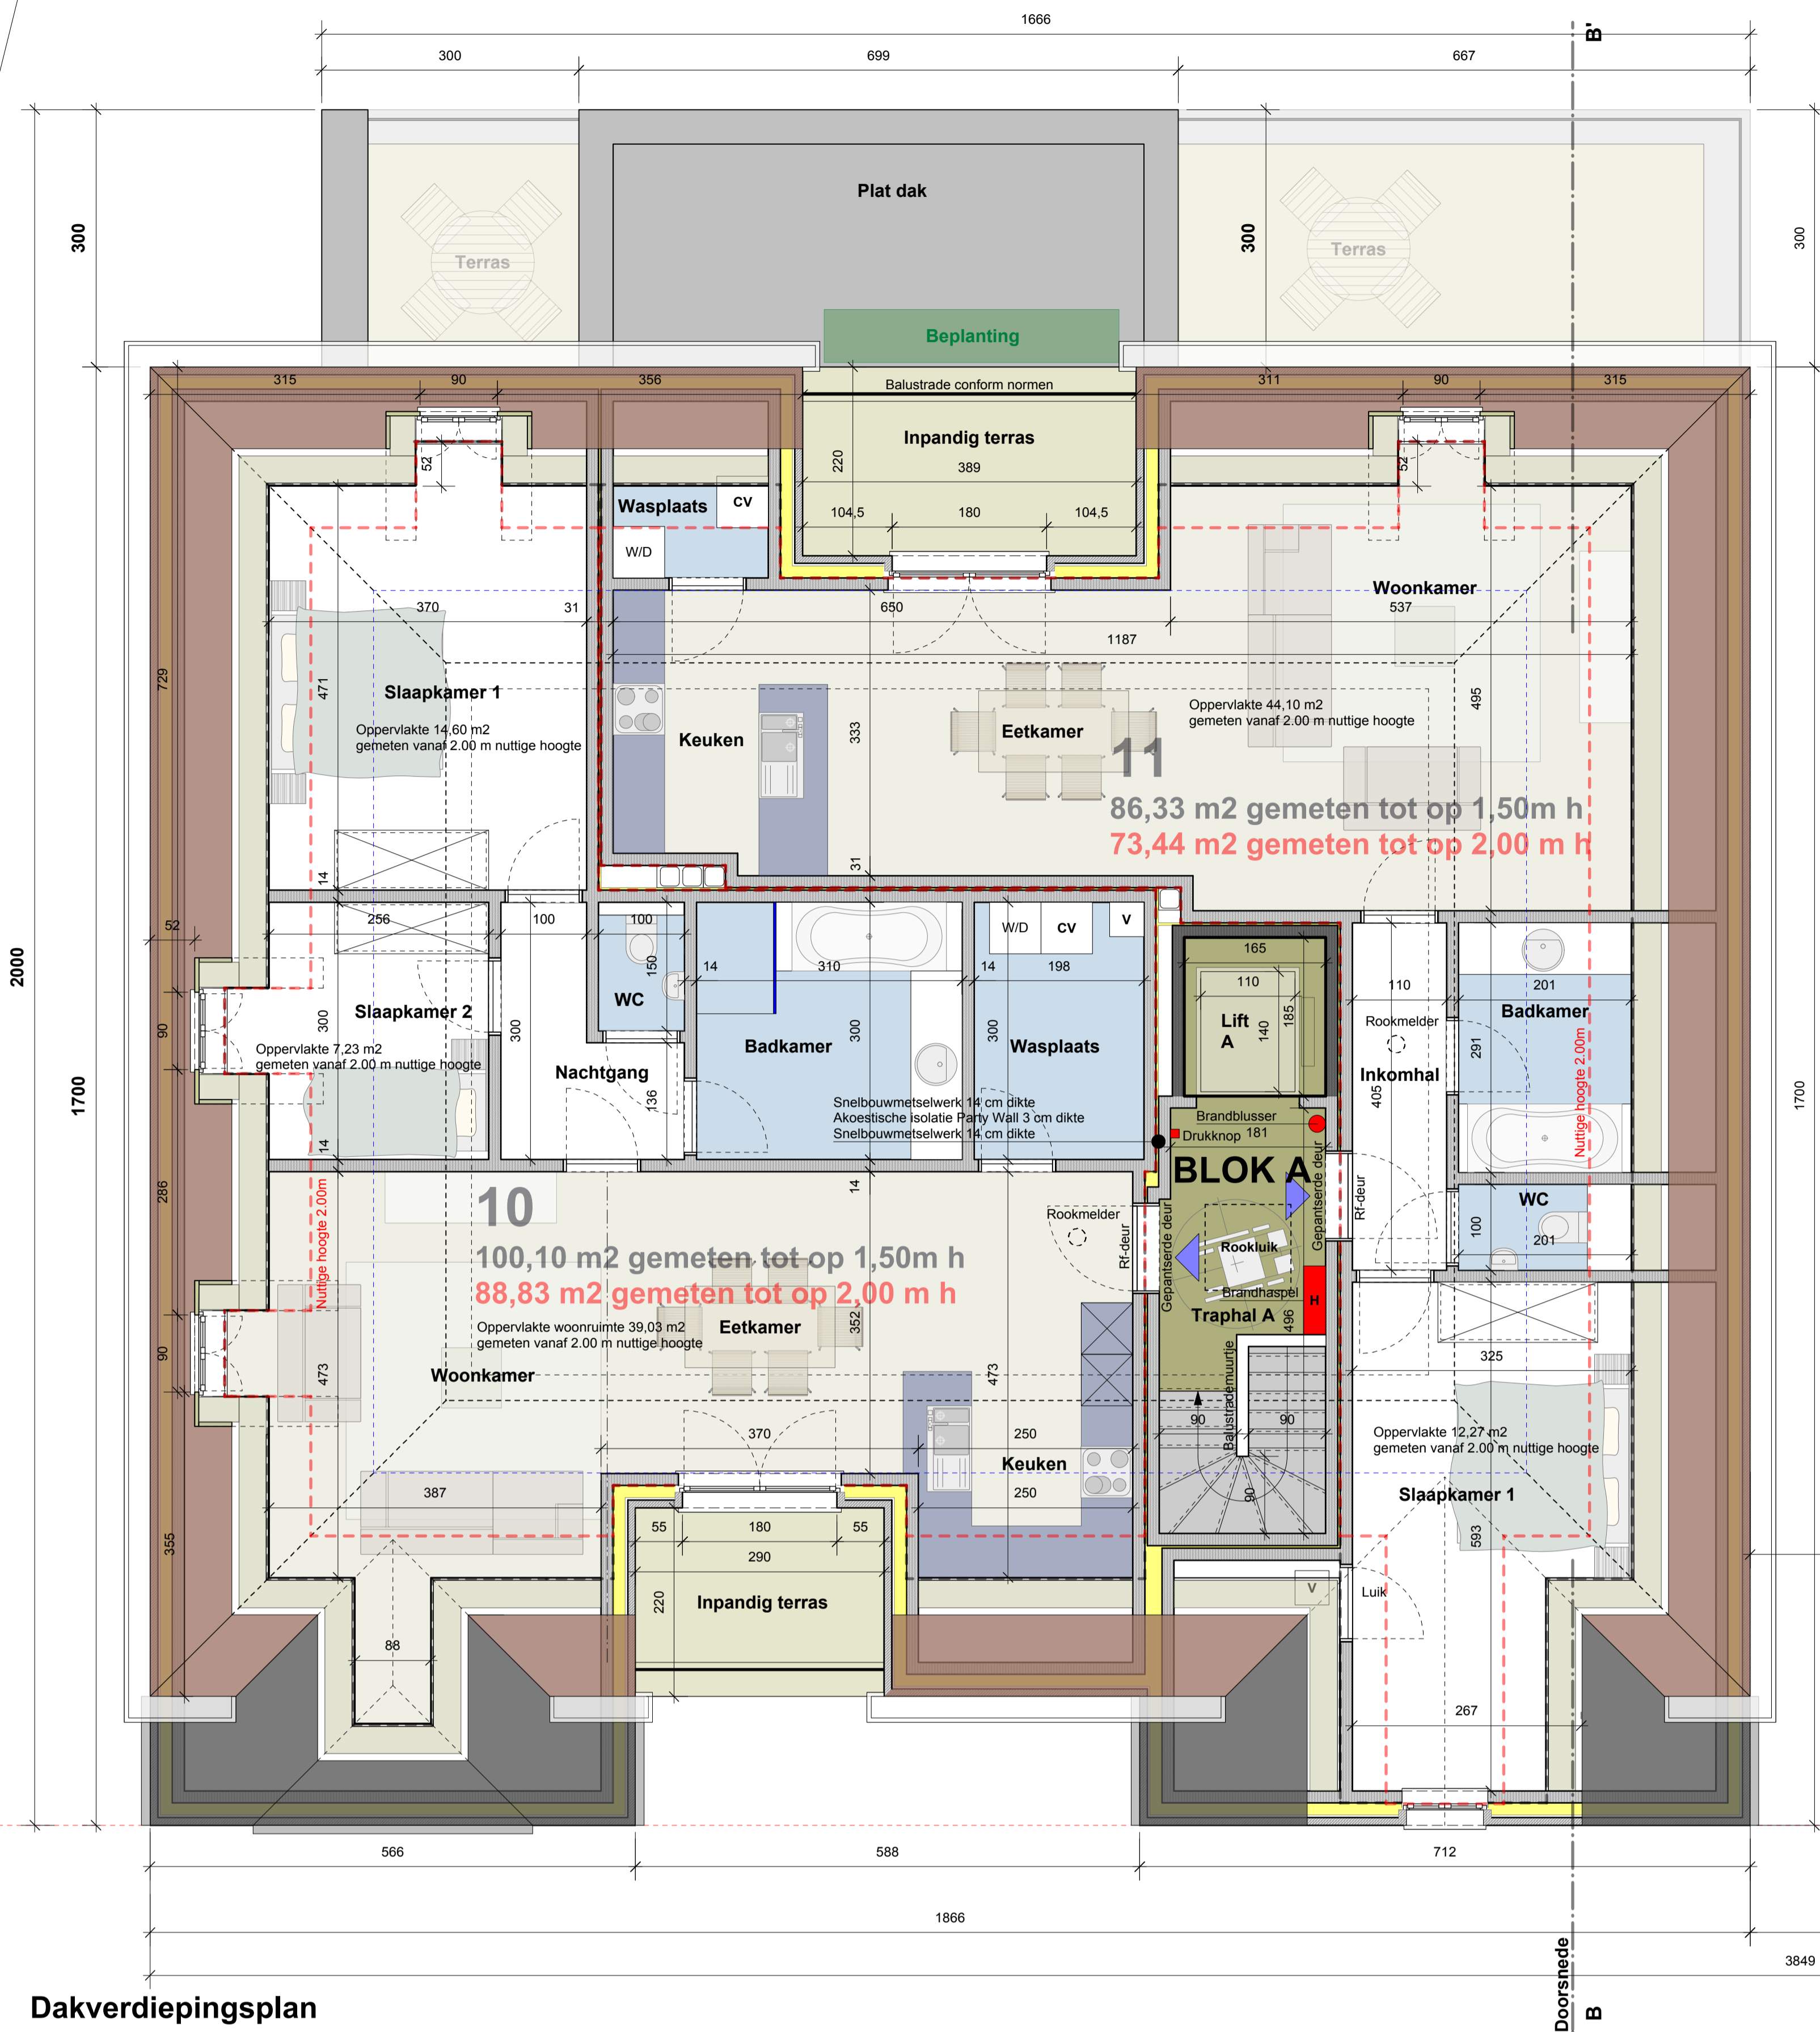 1666
B'
300
699
667
300
300
300
Plat dak
Terras
Terras
Beplanting
315
90
356
Balustrade conform normen
311
90
315
Inpandig terras
52
220
389
52
Wasplaats
CV
104,5
180
104,5
W/D
Woonkamer
370
31
650
537
1187
729
471
Slaapkamer 1
Oppervlakte 14,60 m2
gemeten vanaf 2.00 m nuttige hoogte
Keuken
333
Eetkamer
Oppervlakte 44,10 m2
gemeten vanaf 2.00 m nuttige hoogte
495
11
86,33 m2 gemeten tot op 1,50m h
73,44 m2 gemeten tot op 2,00 m h
14
31
52
256
100
100
W/D
CV
V
165
2000
150
14
310
14
198
110
110
201
WC
Slaapkamer 2
Lift
A
140
185
Rookmelder
Badkamer
90
300
300
300
300
Oppervlakte 7,23 m2
gemeten vanaf 2.00 m nuttige hoogte
Badkamer
Wasplaats
291
Nuttige hoogte 2.00m
Nachtgang
Inkomhal
1700
1700
136
405
Snelbouwmetselwerk 14 cm dikte
Akoestische isolatie Party Wall 3 cm dikte
Snelbouwmetselwerk 14 cm dikte
Brandblusser
Drukknop
181
14
BLOK A
286
14
10
Nuttige hoogte 2.00m
Rookmelder
Rf-deur
Gepantserde deur
Gepantserde deur
Rf-deur
WC
100
201
Rookluik
100,10 m2 gemeten tot op 1,50m h
88,83 m2 gemeten tot op 2,00 m h
Brandhaspel
H
Traphal A
496
Oppervlakte woonruimte 39,03 m2
gemeten vanaf 2.00 m nuttige hoogte
Eetkamer
352
90
Woonkamer
473
473
325
Balustrademuurtje
90
90
370
250
Oppervlakte 12,27 m2
gemeten vanaf 2.00 m nuttige hoogte
Keuken
387
250
90
Slaapkamer 1
355
55
180
55
593
290
220
Inpandig terras
V
Luik
88
267
566
588
712
1866
3849
Doorsnede
B
Dakverdiepingsplan